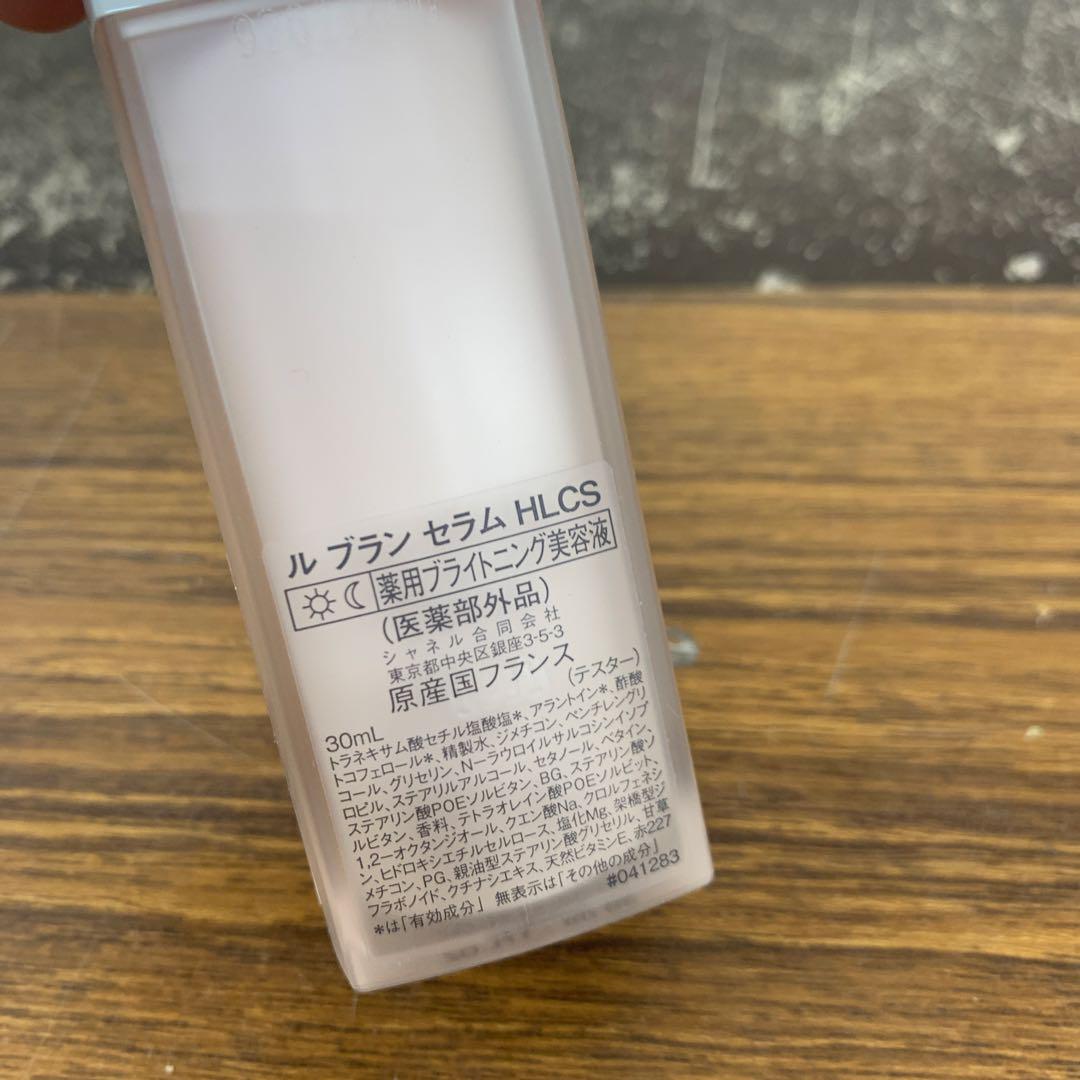 ル ブラン セラム HLCS
薬用ブライトニング美容液
(医薬部外品)
シャネル合同会社
東京都中央区銀座3-5-3
原産国フランス
(テスター)
30mL
トラネキサム酸セチル塩酸塩*、アラントイン*、酢酸
トコフェロール*、精製水、ジメチコン、ペンチレングリ
コール、グリセリン、N-ラウロイルサルコシンイソプ
ロピル、ステアリルアルコール、セタノール、ベタイン、
ステアリン酸POEソルビタン、BG、ステアリン酸ソ
ルビタン、香料、テトラオレイン酸POEソルビット、
1,2-オクタンジオール、クエン酸Na、クロルフェネシ
ン、ヒドロキシエチルセルロース、塩化Mg、架橋型ジ
メチコン、PG、親油型ステアリン酸グリセリル、甘草
フラボノイド、クチナシエキス、天然ビタミンE、赤227
*は「有効成分」 無表示は「その他の成分」
#041283